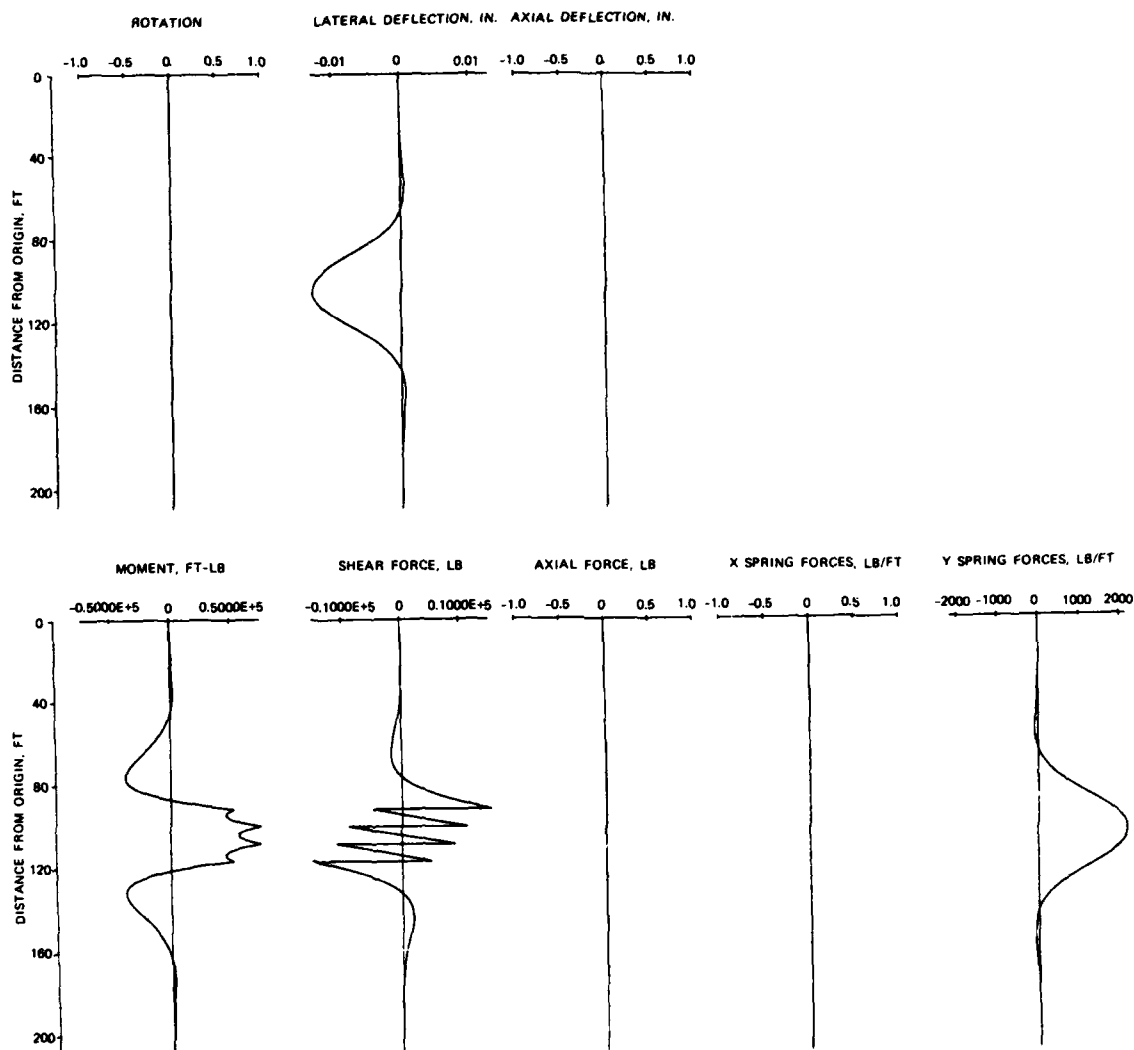 ROTATION
LATERAL DEFLECTION, IN.
AXIAL DEFLECTION, IN.
-1.0 -0.5 0 0.5 1.0
-0.01 0 0.01
-1.0 -0.5 0 0.5 1.0
0
40
80
120
160
200
DISTANCE FROM ORIGIN, FT
MOMENT, FT-LB
SHEAR FORCE, LB
AXIAL FORCE, LB
X SPRING FORCES, LB/FT
Y SPRING FORCES, LB/FT
-0.5000E+5 0 0.5000E+5
-0.1000E+5 0 0.1000E+5
-1.0 -0.5 0 0.5 1.0
-1.0 -0.5 0 0.5 1.0
-2000 -1000 0 1000 2000
0
40
80
120
160
200
DISTANCE FROM ORIGIN, FT